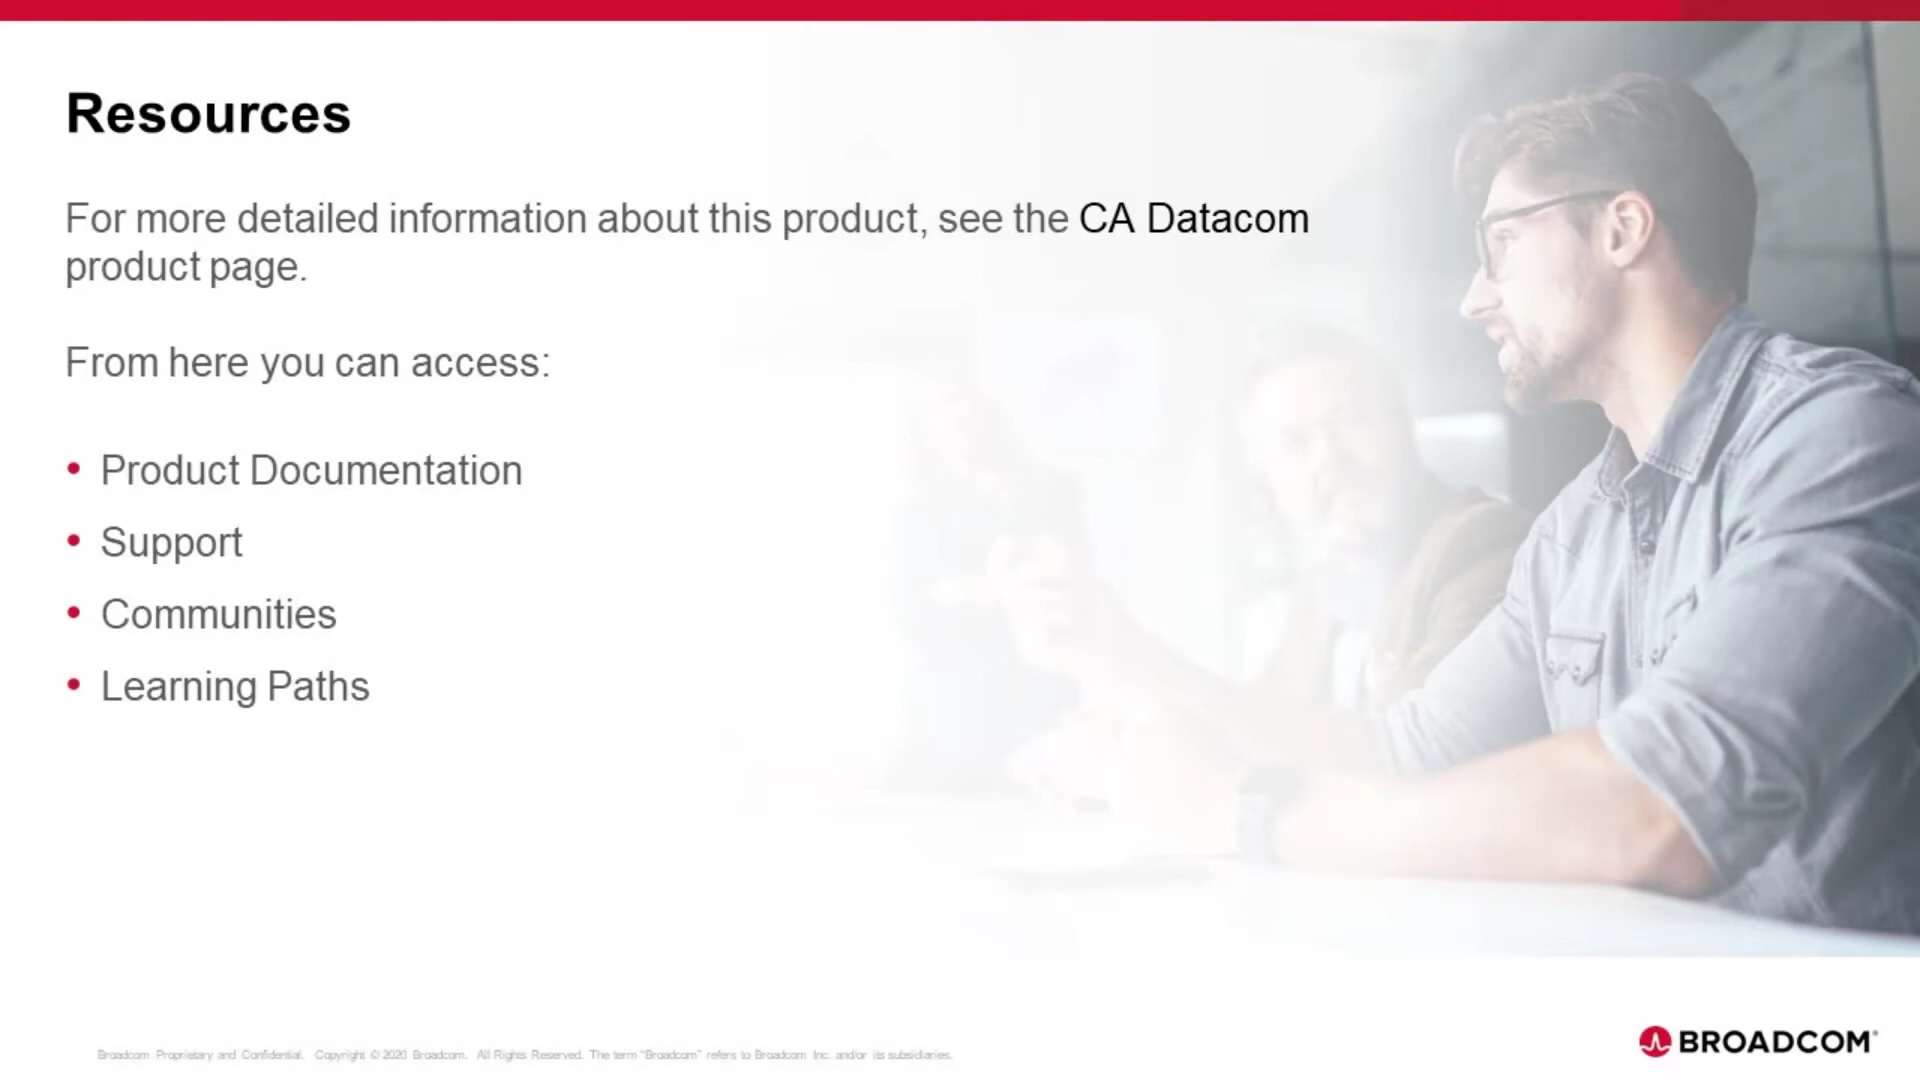 Resources
For more detailed information about this product, see the CA Datacom
product page.
From here you can access:
• Product Documentation
• Support
• Communities
• Learning Paths
Broadcom Proprietary and Confidential. Copyright © 2020 Broadcom. All Rights Reserved. The term “Broadcom” refers to Broadcom Inc. and/or its subsidiaries.
BROADCOM®